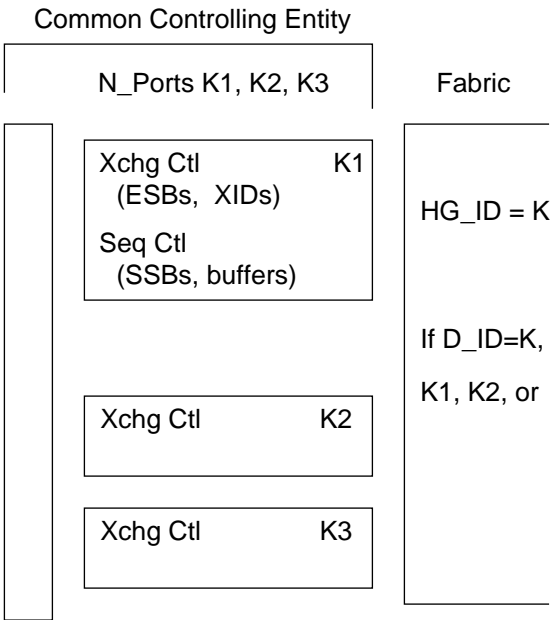 Common Controlling Entity
N_Ports K1, K2, K3
Fabric
Xchg Ctl K1
(ESBs, XIDs)
Seq Ctl
(SSBs, buffers)
HG_ID = K
If D_ID=K,
K1, K2, or
Xchg Ctl K2
Xchg Ctl K3